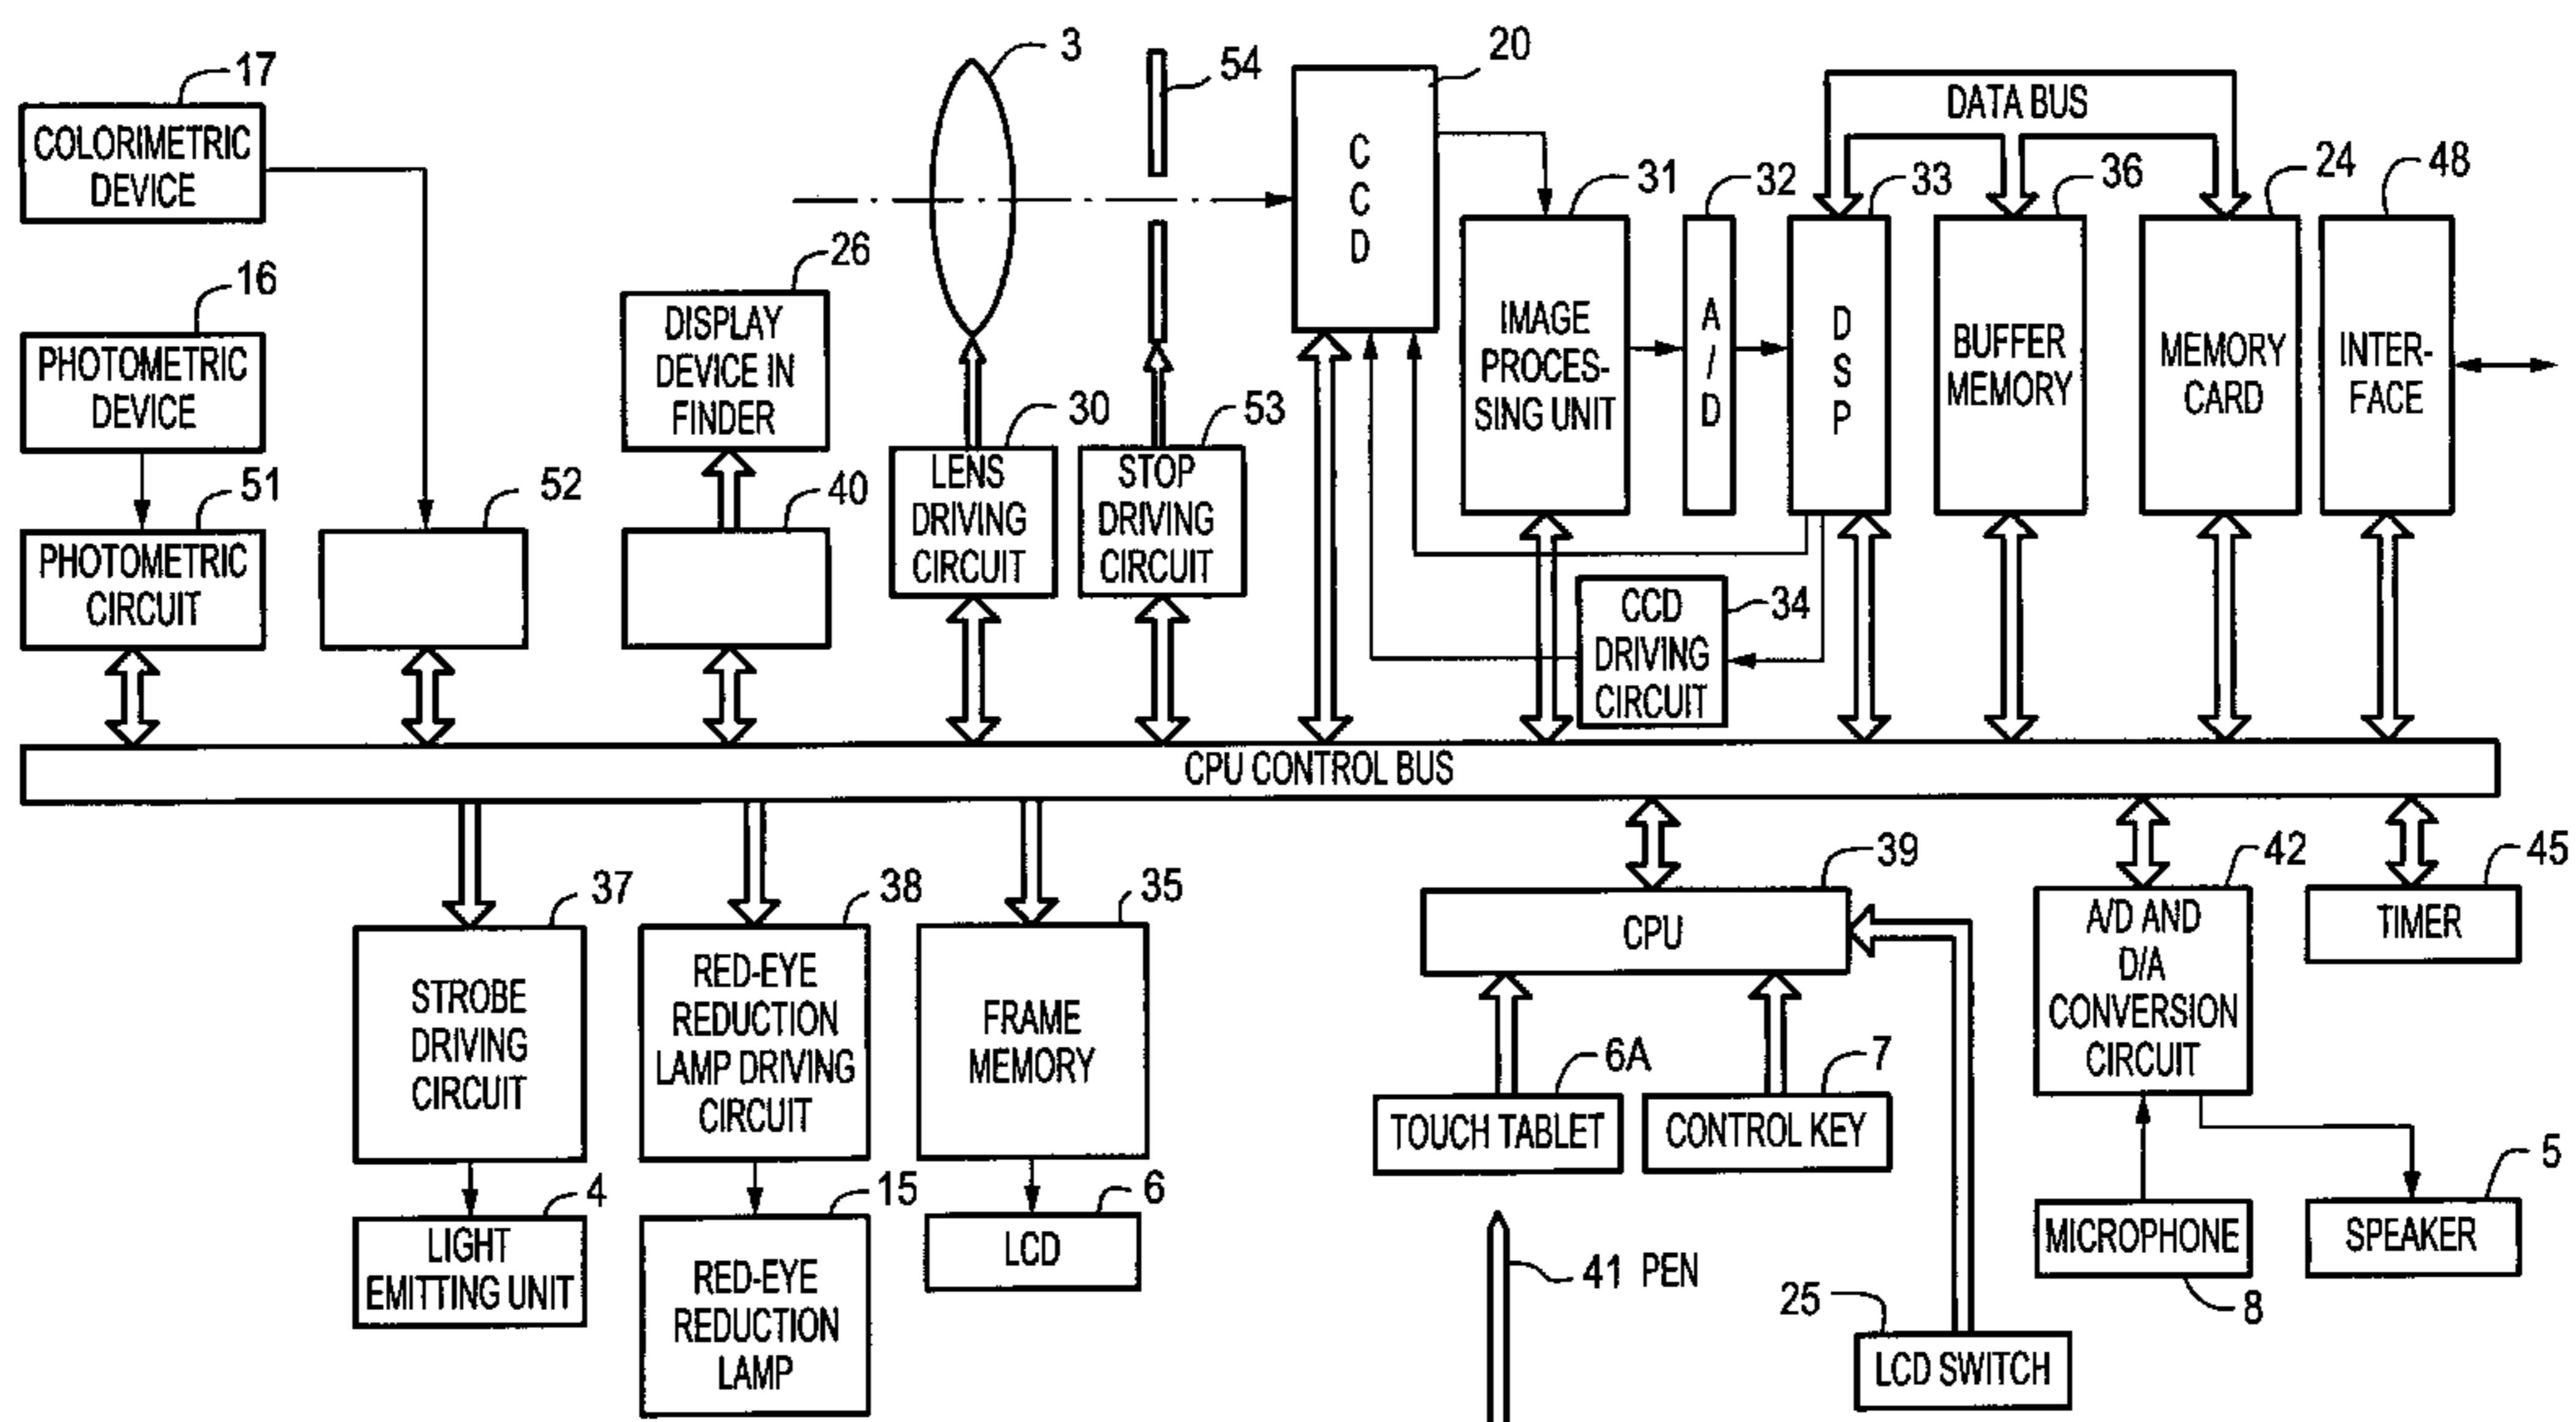 17
COLORIMETRIC
DEVICE
16
PHOTOMETRIC
DEVICE
51
PHOTOMETRIC
CIRCUIT
52
26
DISPLAY
DEVICE IN
FINDER
40
3
30
LENS
DRIVING
CIRCUIT
54
53
STOP
DRIVING
CIRCUIT
20
C
C
D
31
IMAGE
PROCES-
SING UNIT
32
A
/
D
33
D
S
P
DATA BUS
36
BUFFER
MEMORY
24
MEMORY
CARD
48
INTER-
FACE
34
CCD
DRIVING
CIRCUIT
CPU CONTROL BUS
37
STROBE
DRIVING
CIRCUIT
4
LIGHT
EMITTING UNIT
38
RED-EYE
REDUCTION
LAMP DRIVING
CIRCUIT
15
RED-EYE
REDUCTION
LAMP
35
FRAME
MEMORY
6
LCD
39
CPU
6A
TOUCH TABLET
7
CONTROL KEY
41 PEN
25
LCD SWITCH
42
A/D AND
D/A
CONVERSION
CIRCUIT
MICROPHONE
8
45
TIMER
5
SPEAKER